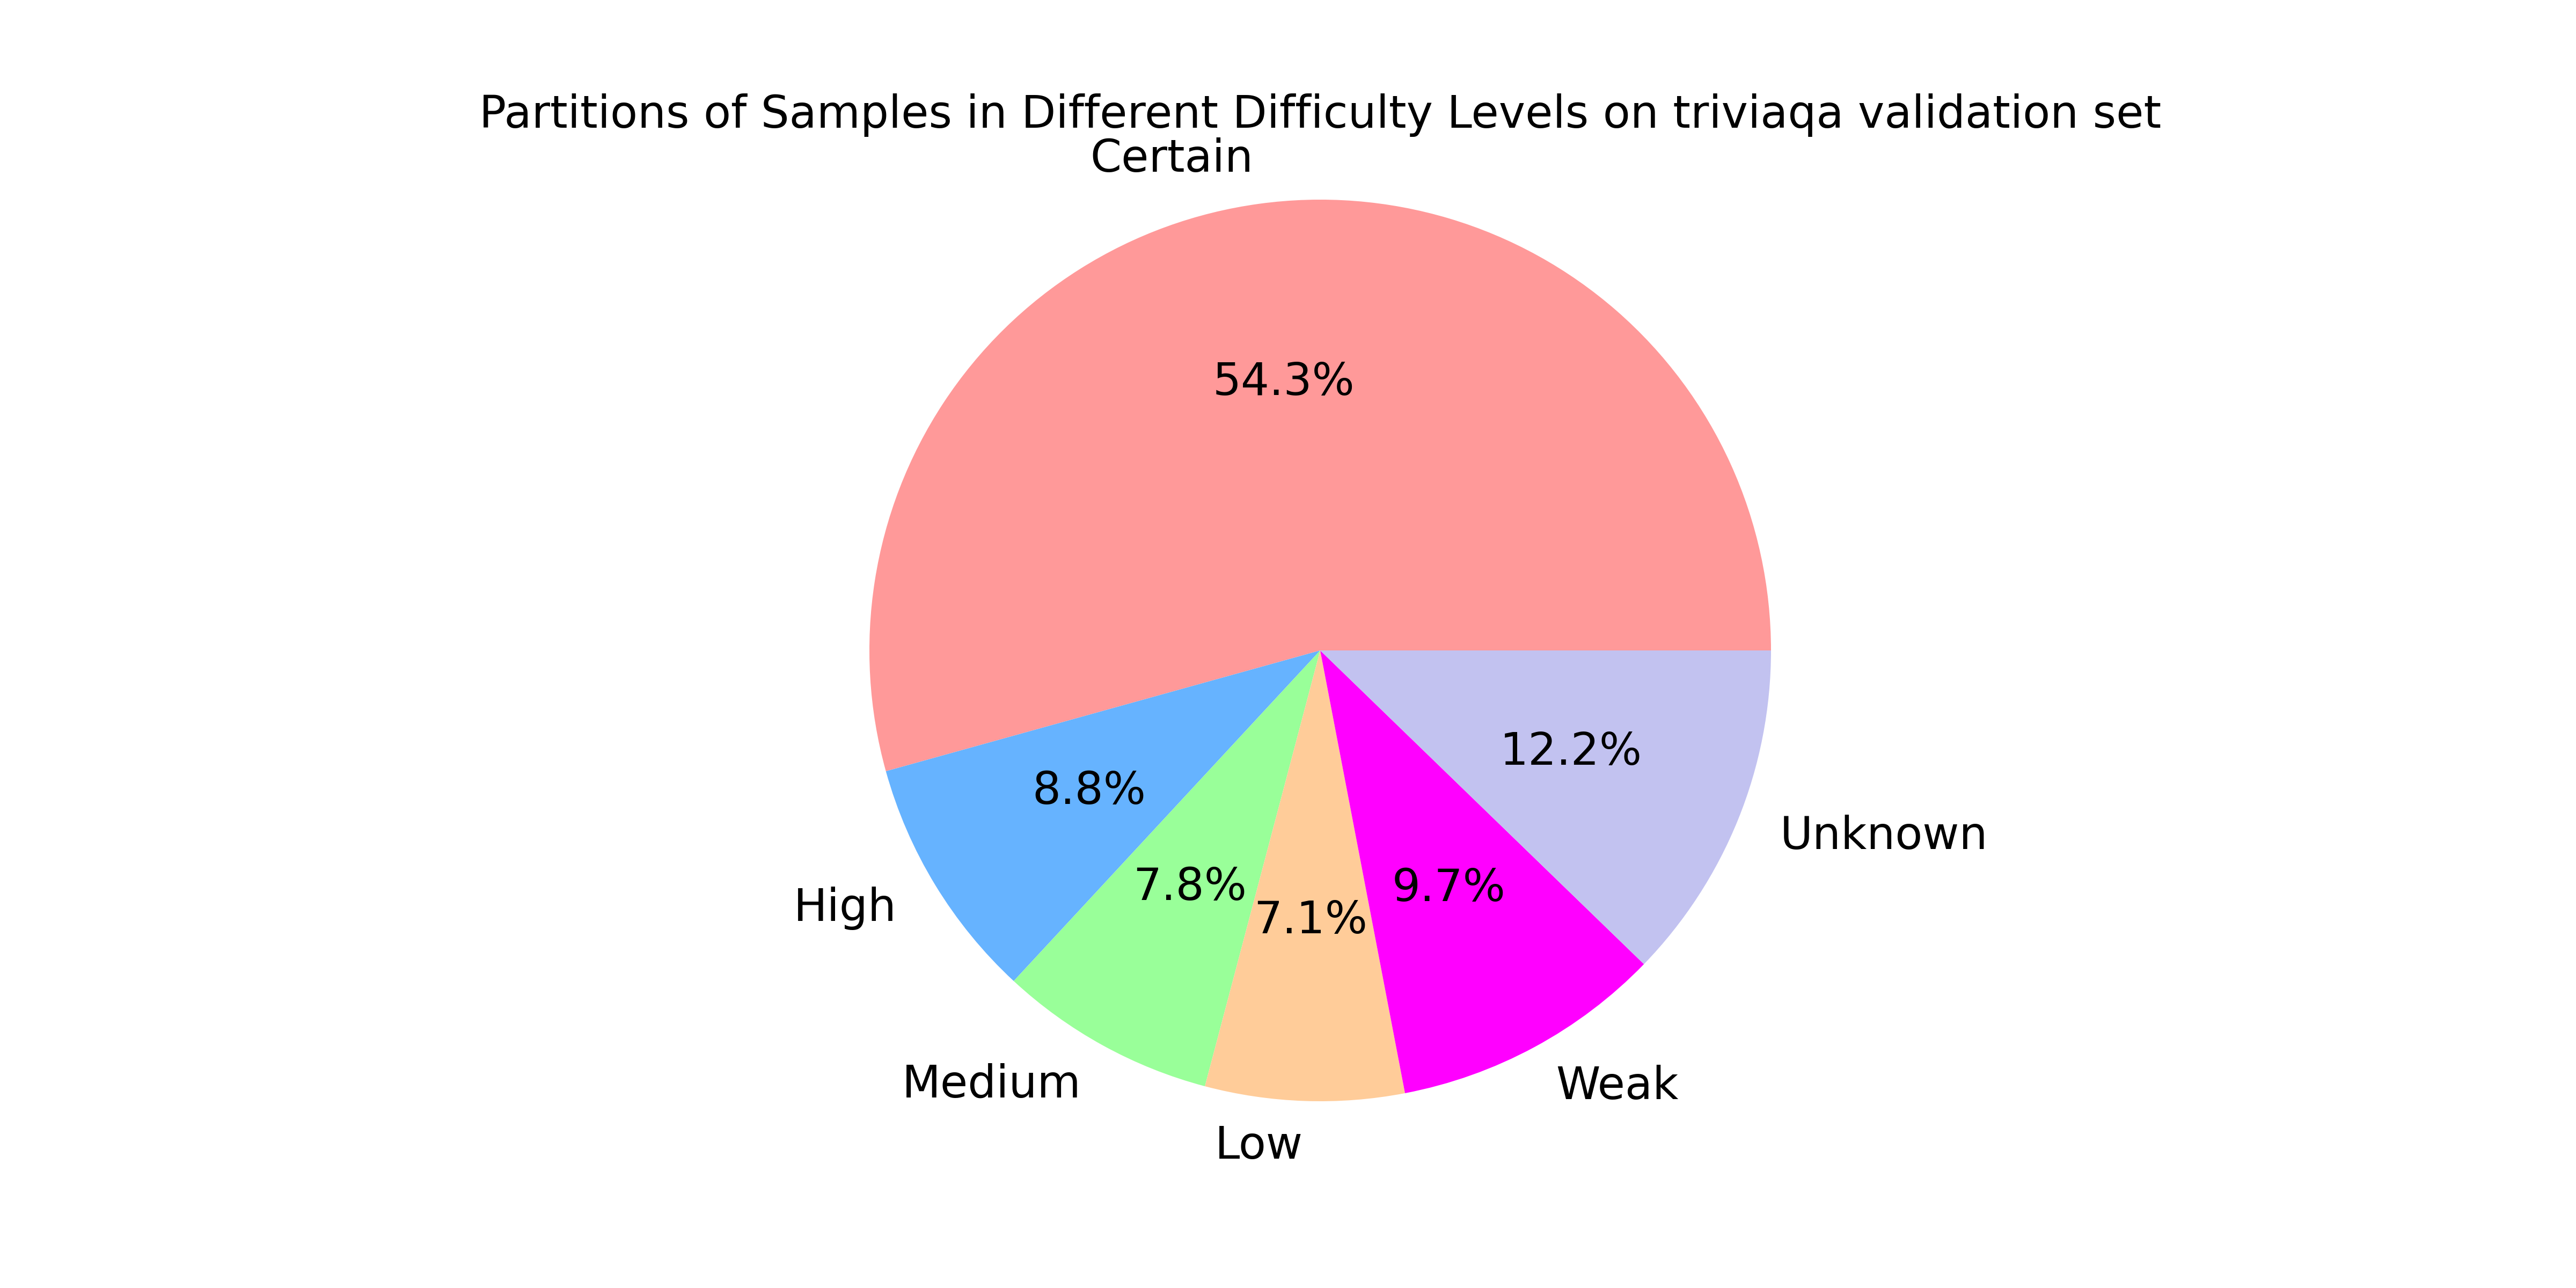 Partitions of Samples in Different Difficulty Levels on triviaqa validation set
Certain
54.3%
12.2%
8.8%
Unknown
7.8%
9.7%
High
7.1%
Medium
Weak
Low